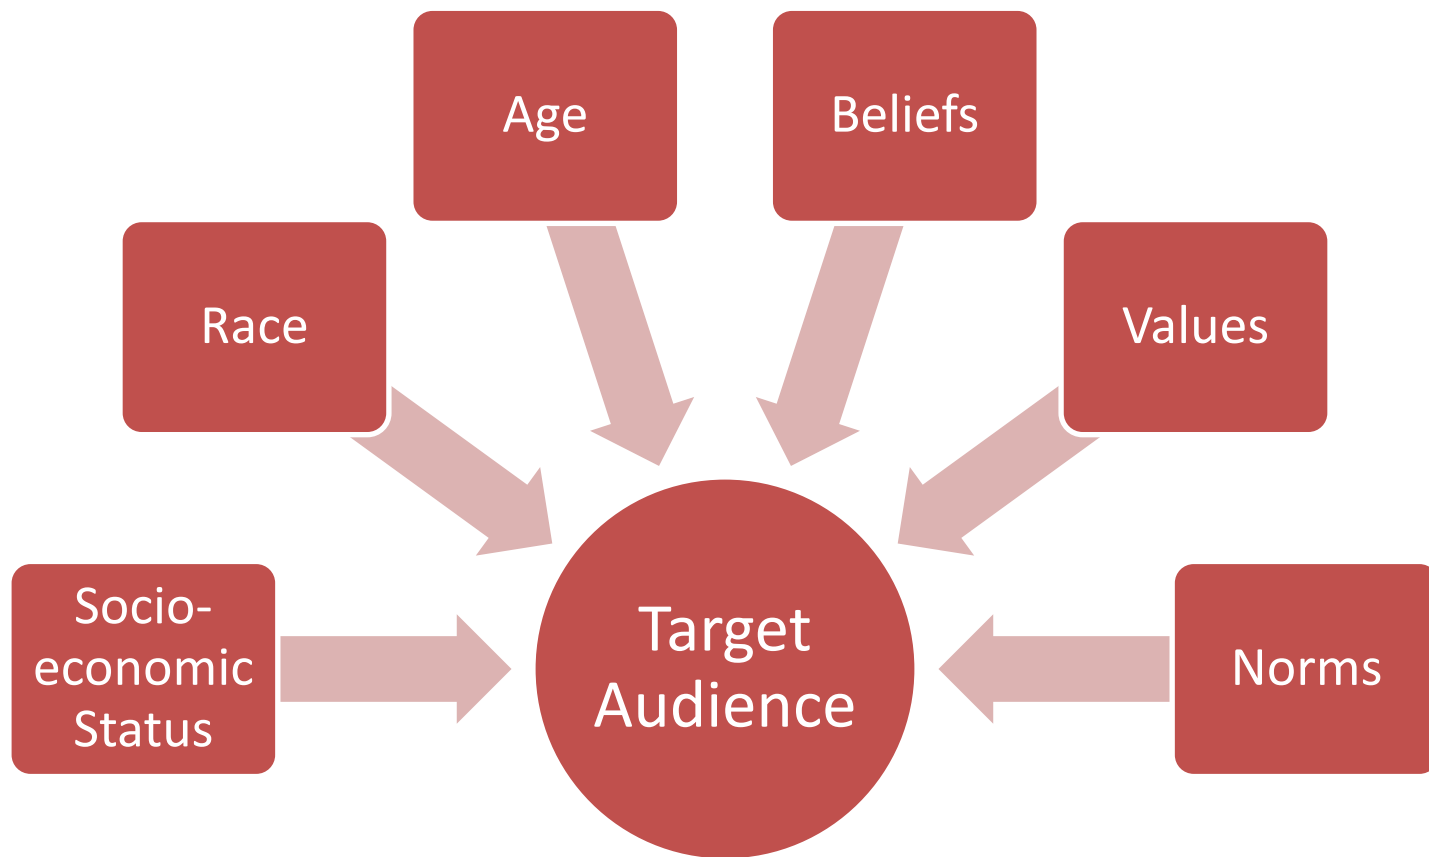 Age
Beliefs
Race
Values
Socio-
economic
Status
Target
Audience
Norms